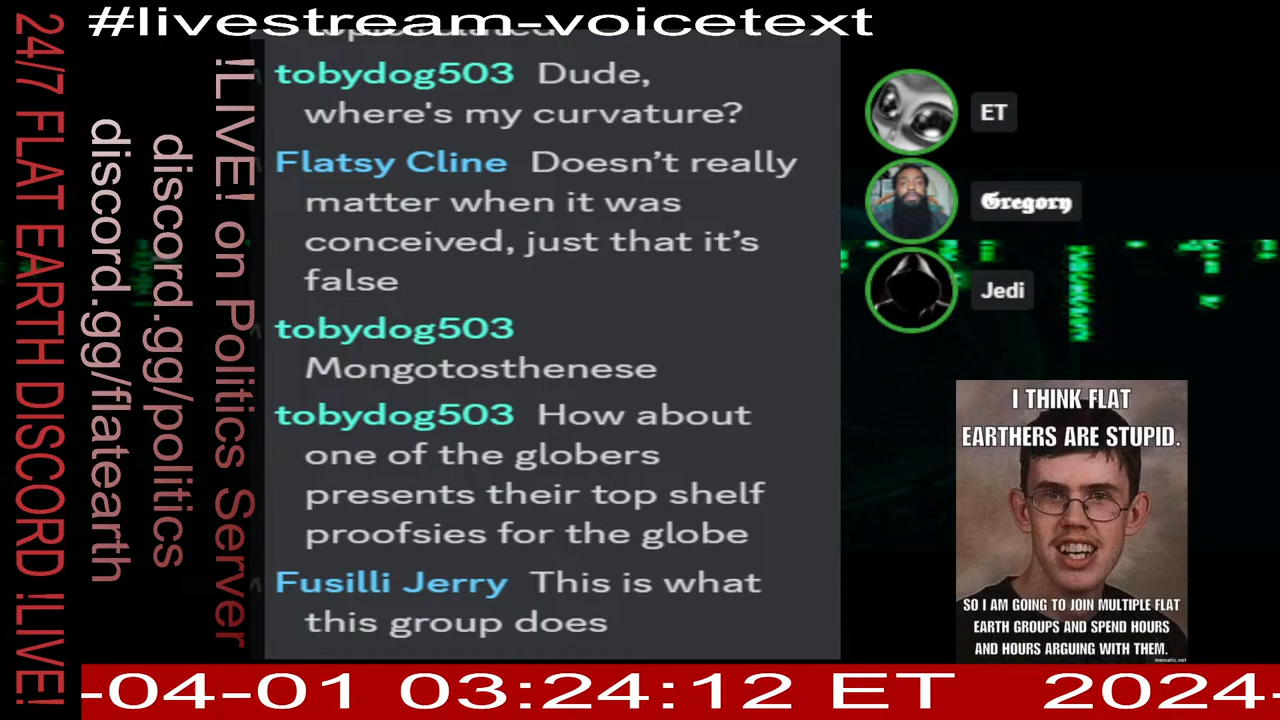 #livestream-voicetext
24/7 FLAT EARTH DISCORD !LIVE!
discord.gg/flatearth
discord.gg/politics
!LIVE! on Politics Server
tobydog503 Dude,
where's my curvature?
Flatsy Cline Doesn’t really
matter when it was
conceived, just that it’s
false
tobydog503
Mongotosthenese
tobydog503 How about
one of the globers
presents their top shelf
proofsies for the globe
Fusilli Jerry This is what
this group does
ET
Gregory
Jedi
I THINK FLAT
EARTHERS ARE STUPID.
SO I AM GOING TO JOIN MULTIPLE FLAT
EARTH GROUPS AND SPEND HOURS
AND HOURS ARGUING WITH THEM.
mematic.net
-04-01 03:24:12 ET 2024-